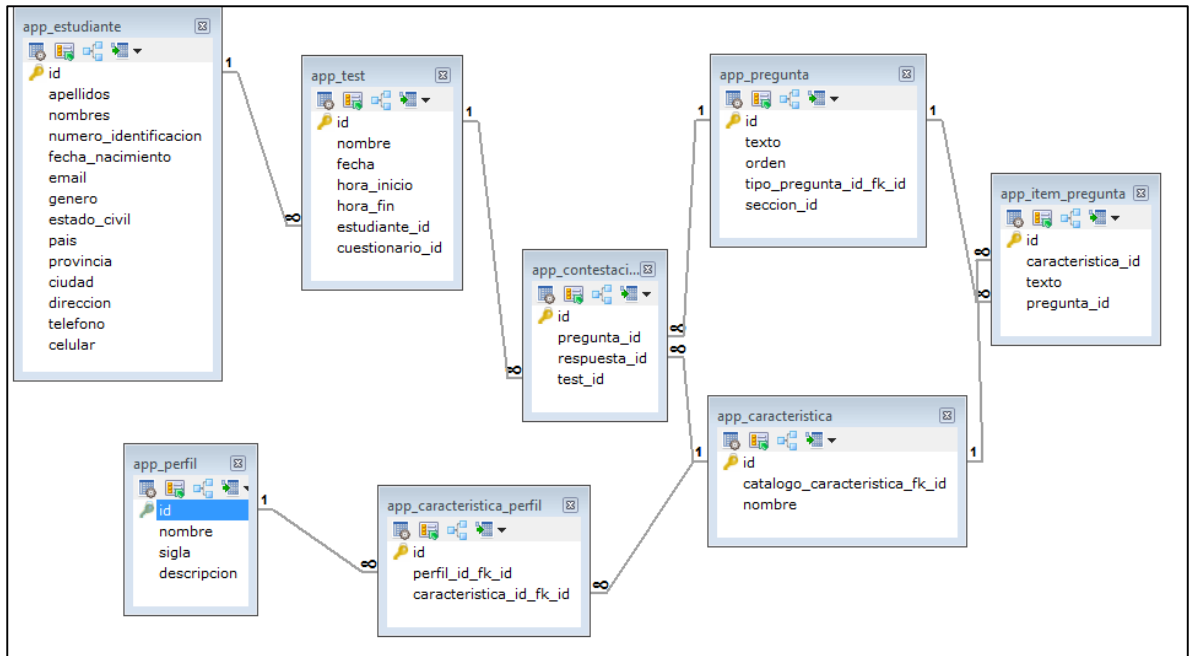 app_estudiante
id
apellidos
nombres
numero_identificacion
fecha_nacimiento
email
genero
estado_civil
pais
provincia
ciudad
direccion
telefono
celular
1
∞
app_test
id
nombre
fecha
hora_inicio
hora_fin
estudiante_id
cuestionario_id
1
∞
app_contestaci...
id
pregunta_id
respuesta_id
test_id
∞
∞
app_pregunta
id
texto
orden
tipo_pregunta_id_fk_id
seccion_id
1
1
app_item_pregunta
id
caracteristica_id
texto
pregunta_id
∞
∞
app_perfil
id
nombre
sigla
descripcion
1
∞
app_caracteristica_perfil
id
perfil_id_fk_id
caracteristica_id_fk_id
∞
app_caracteristica
id
catalogo_caracteristica_fk_id
nombre
1
1